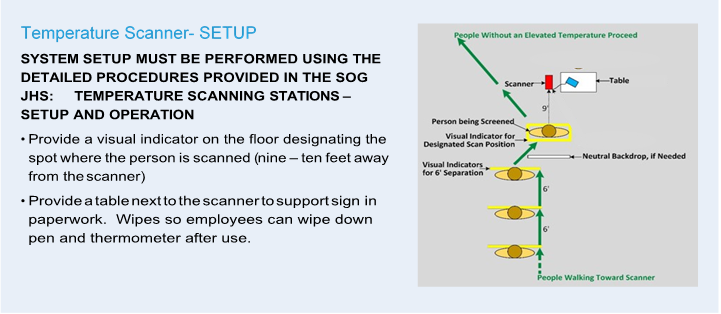 Temperature Scanner- SETUP
SYSTEM SETUP MUST BE PERFORMED USING THE
DETAILED PROCEDURES PROVIDED IN THE SOG
JHS: TEMPERATURE SCANNING STATIONS –
SETUP AND OPERATION
• Provide a visual indicator on the floor designating the
spot where the person is scanned (nine – ten feet away
from the scanner)
• Provide a table next to the scanner to support sign in
paperwork. Wipes so employees can wipe down
pen and thermometer after use.
People Without an Elevated Temperature Proceed
Scanner
Table
9'
Person being Screened
Visual Indicator for
Designated Scan Position
Neutral Backdrop, if Needed
Visual Indicators
for 6' Separation
6'
6'
People Walking Toward Scanner